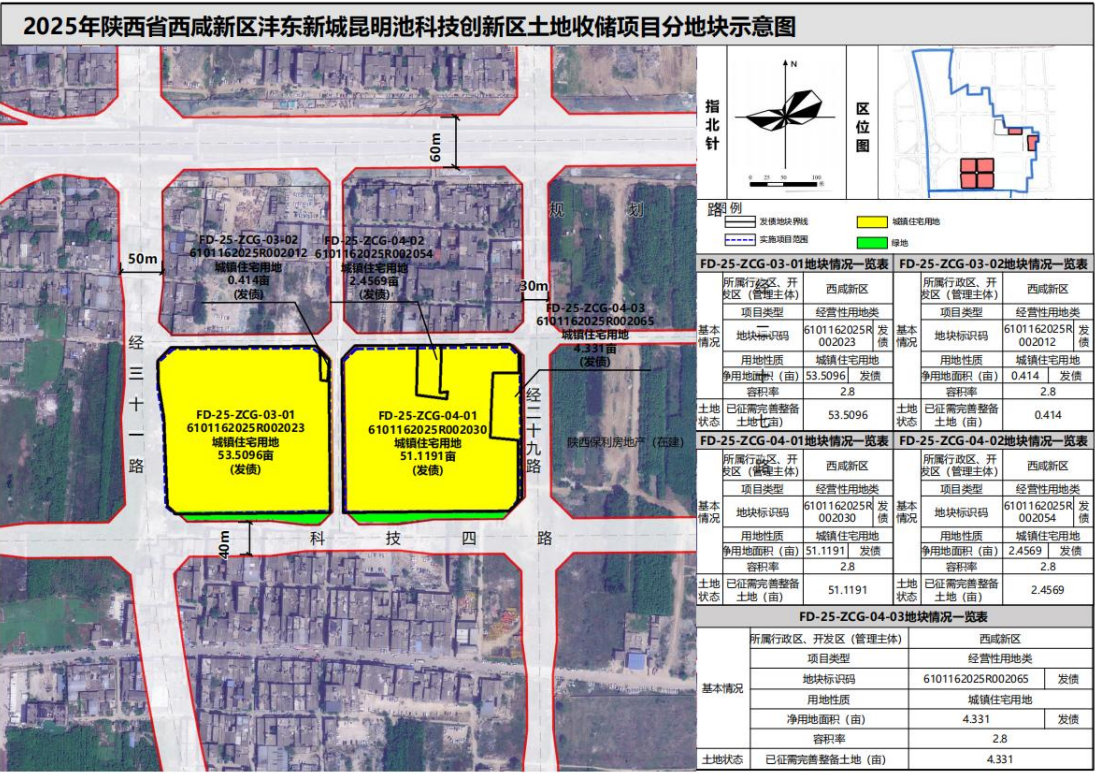 2025年陕西省西咸新区沣东新城昆明池科技创新区土地收储项目分地块示意图
60m
50m
30m
40m
FD-25-ZCG-03-02
6101162025R002012
城镇住宅用地
0.414亩
(发债)
FD-25-ZCG-04-02
6101162025R002054
城镇住宅用地
2.4569亩
(发债)
FD-25-ZCG-04-03
6101162025R002065
城镇住宅用地
4.331亩
(发债)
FD-25-ZCG-03-01
6101162025R002023
城镇住宅用地
53.5096亩
(发债)
FD-25-ZCG-04-01
6101162025R002030
城镇住宅用地
51.1191亩
(发债)
经三十一路
经二十九路
陕西保利房地产（在建）
科技四路
规划路
经二十七路
指北针
N
0 25 50 100
米
区位图
图例
发债地块界线
城镇住宅用地
实施项目范围
绿地
FD-25-ZCG-03-01地块情况一览表
基本情况
所属行政区、开发区（管理主体） 西咸新区
项目类型 经营性用地类
地块标识码 6101162025R002023 发债
用地性质 城镇住宅用地
净用地面积（亩） 53.5096 发债
容积率 2.8
土地状态 已征需完善整备土地（亩） 53.5096
FD-25-ZCG-03-02地块情况一览表
基本情况
所属行政区、开发区（管理主体） 西咸新区
项目类型 经营性用地类
地块标识码 6101162025R002012 发债
用地性质 城镇住宅用地
净用地面积（亩） 0.414 发债
容积率 2.8
土地状态 已征需完善整备土地（亩） 0.414
FD-25-ZCG-04-01地块情况一览表
基本情况
所属行政区、开发区（管理主体） 西咸新区
项目类型 经营性用地类
地块标识码 6101162025R002030 发债
用地性质 城镇住宅用地
净用地面积（亩） 51.1191 发债
容积率 2.8
土地状态 已征需完善整备土地（亩） 51.1191
FD-25-ZCG-04-02地块情况一览表
基本情况
所属行政区、开发区（管理主体） 西咸新区
项目类型 经营性用地类
地块标识码 6101162025R002054 发债
用地性质 城镇住宅用地
净用地面积（亩） 2.4569 发债
容积率 2.8
土地状态 已征需完善整备土地（亩） 2.4569
FD-25-ZCG-04-03地块情况一览表
基本情况
所属行政区、开发区（管理主体） 西咸新区
项目类型 经营性用地类
地块标识码 6101162025R002065 发债
用地性质 城镇住宅用地
净用地面积（亩） 4.331 发债
容积率 2.8
土地状态 已征需完善整备土地（亩） 4.331